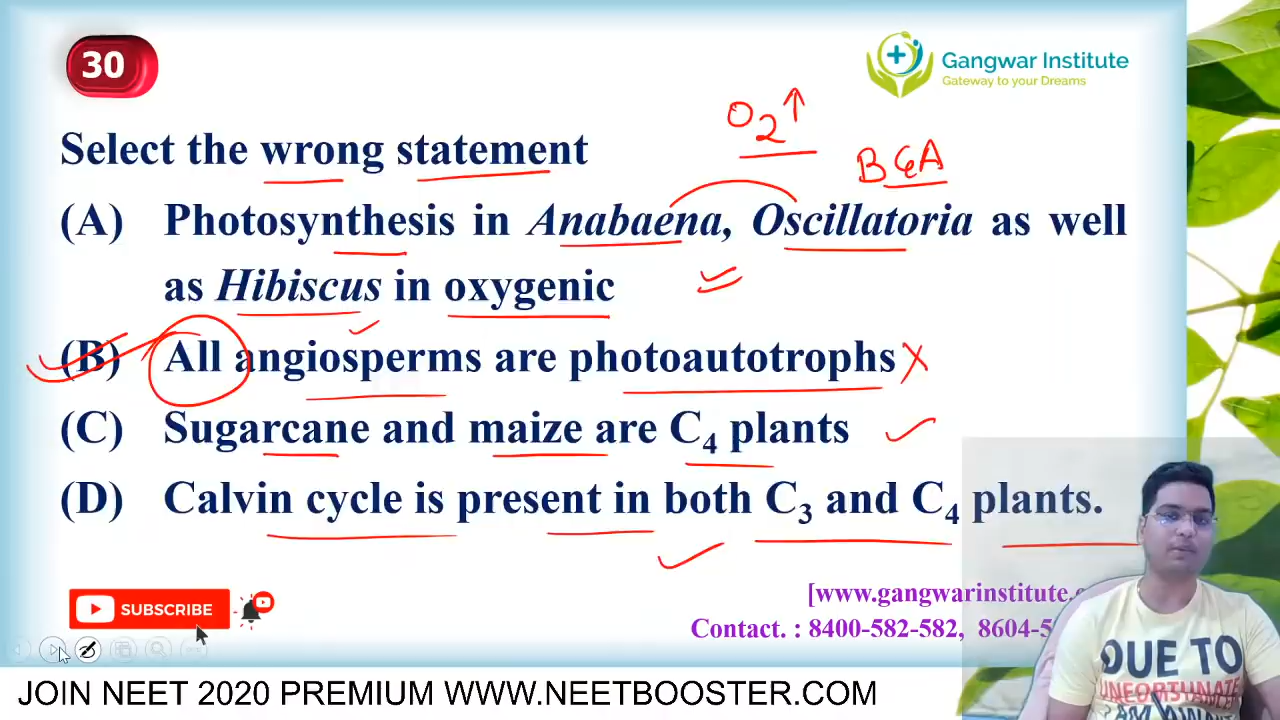 30
Gangwar Institute
Gateway to your Dreams
O2↑
BGA
Select the wrong statement
(A) Photosynthesis in Anabaena, Oscillatoria as well
as Hibiscus in oxygenic
(B) All angiosperms are photoautotrophs
(C) Sugarcane and maize are C4 plants
(D) Calvin cycle is present in both C3 and C4 plants.
SUBSCRIBE
[www.gangwarinstitute.
Contact. : 8400-582-582, 8604-5
DUE TO
UNFORTUNATE
JOIN NEET 2020 PREMIUM WWW.NEETBOOSTER.COM